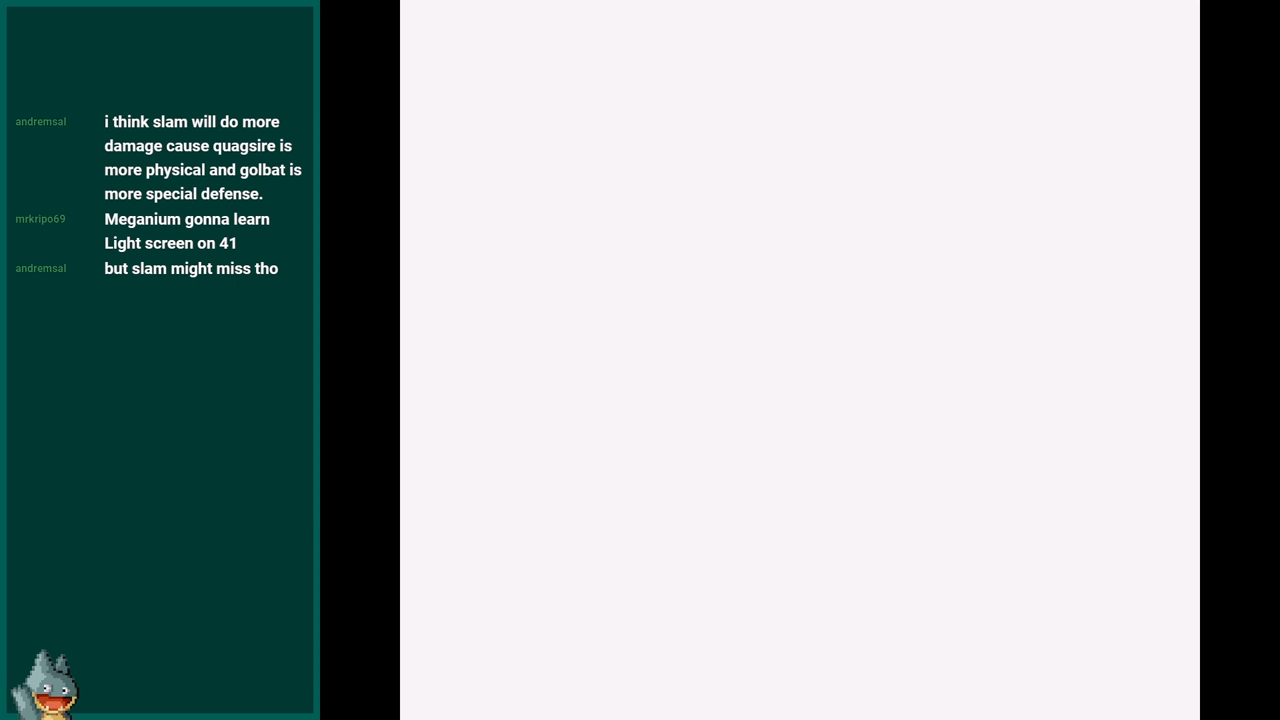 andremsal i think slam will do more
damage cause quagsire is
more physical and golbat is
more special defense.
mrkripo69 Meganium gonna learn
Light screen on 41
andremsal but slam might miss tho